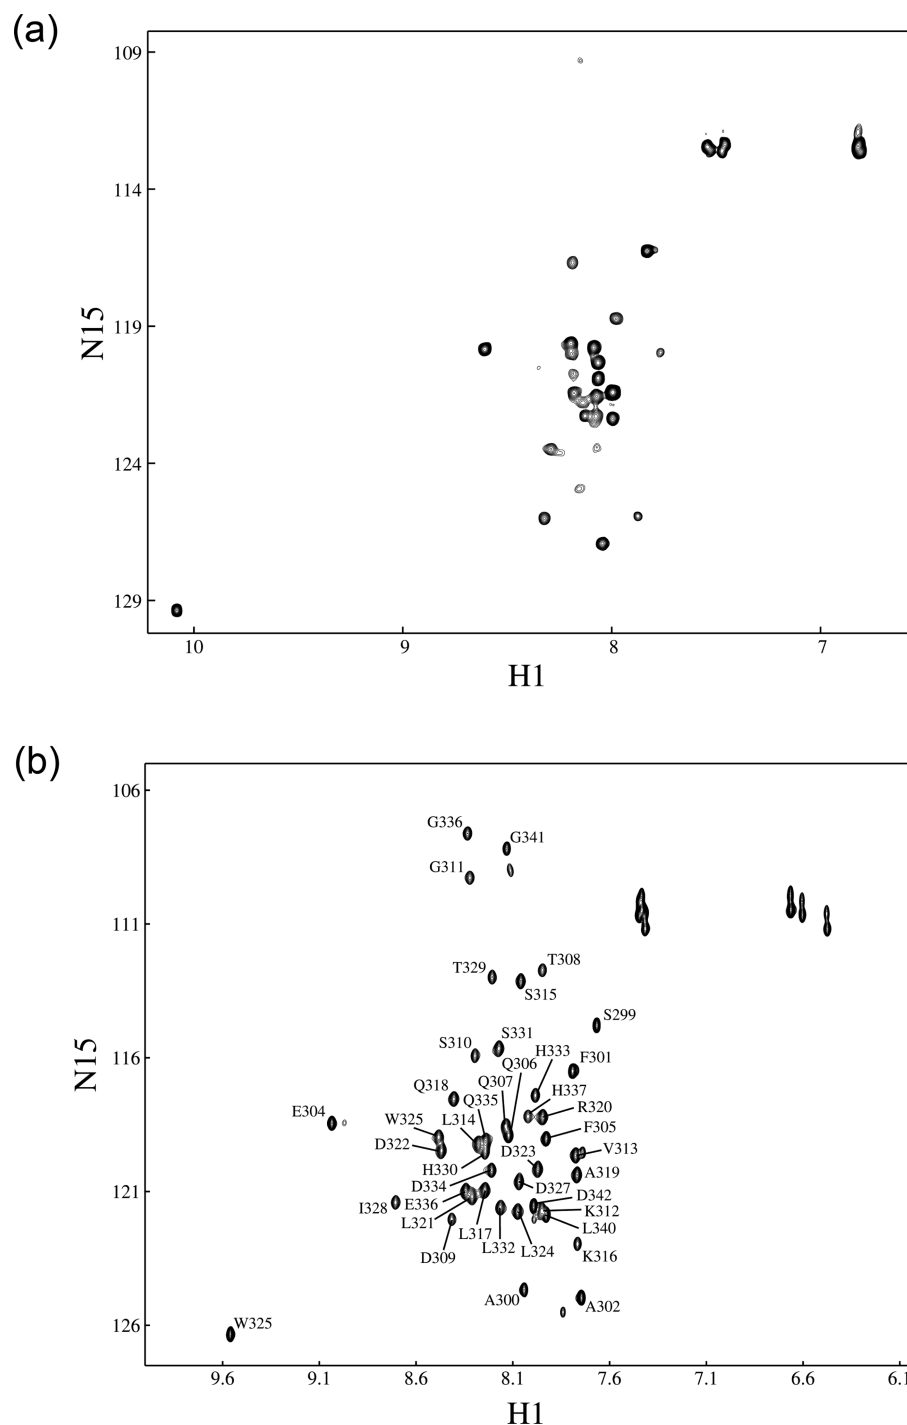 (a)
109
114
119
124
129
N15
10 9 8 7
H1
(b)
106
111
116
121
126
N15
G336
G341
G311
T329
T308
S315
S299
S310
S331
H333
F301
Q306
Q307
H337
Q318
Q335
R320
E304
W325
L314
F305
D322
V313
D323
H330
A319
D334
D327
D342
I328
E336
K312
L321
L340
L317
L332
L324
K316
D309
A300
A302
W325
9.6 9.1 8.6 8.1 7.6 7.1 6.6 6.1
H1